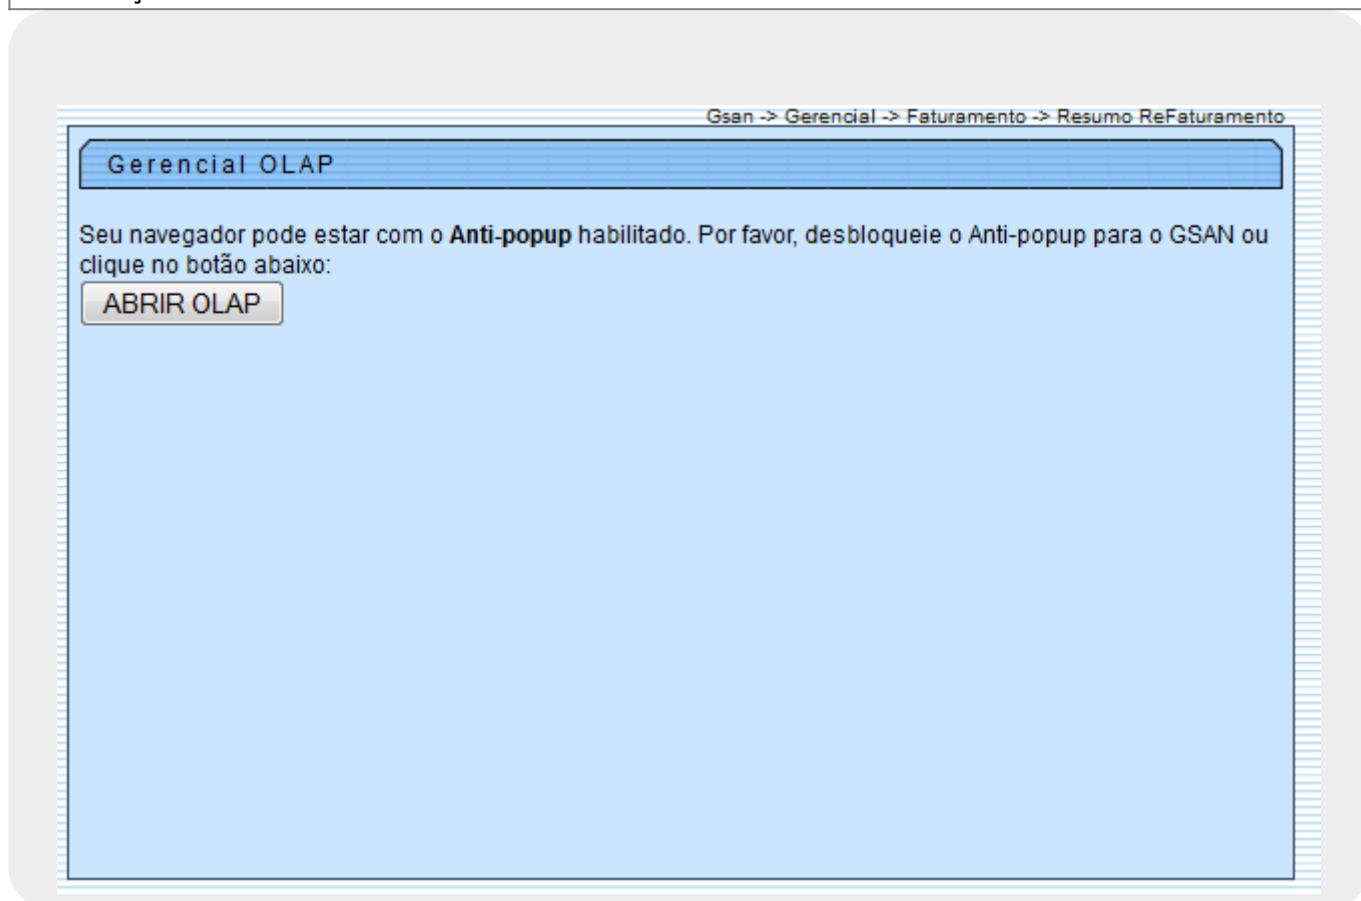 Gsan -> Gerencial -> Faturamento -> Resumo ReFaturamento
Gerencial OLAP
Seu navegador pode estar com o Anti-popup habilitado. Por favor, desbloqueie o Anti-popup para o GSAN ou
clique no botão abaixo:
ABRIR OLAP